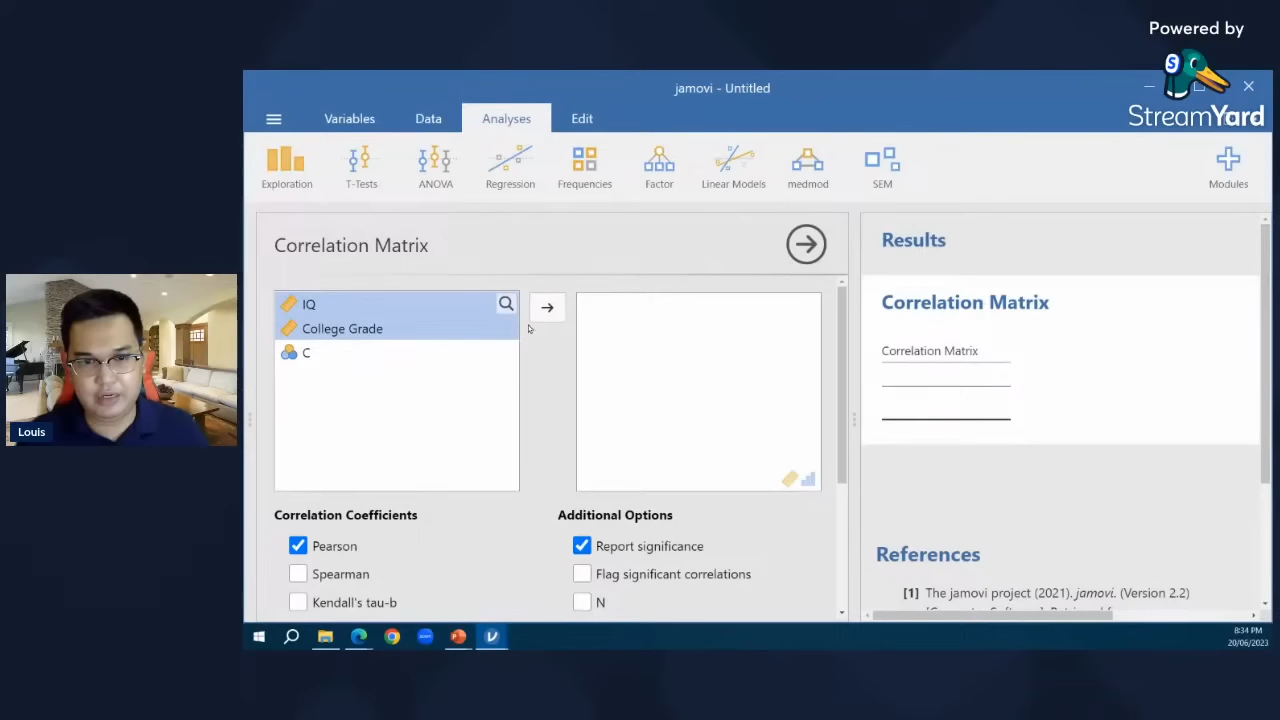 Powered by
StreamYard
jamovi - Untitled
Variables
Data
Analyses
Edit
Exploration
T-Tests
ANOVA
Regression
Frequencies
Factor
Linear Models
medmod
SEM
Modules
Correlation Matrix
IQ
College Grade
C
Correlation Coefficients
Pearson
Spearman
Kendall's tau-b
Additional Options
Report significance
Flag significant correlations
N
Results
Correlation Matrix
Correlation Matrix
References
[1] The jamovi project (2021). jamovi. (Version 2.2)
Louis
zoom
8:34 PM
20/06/2023